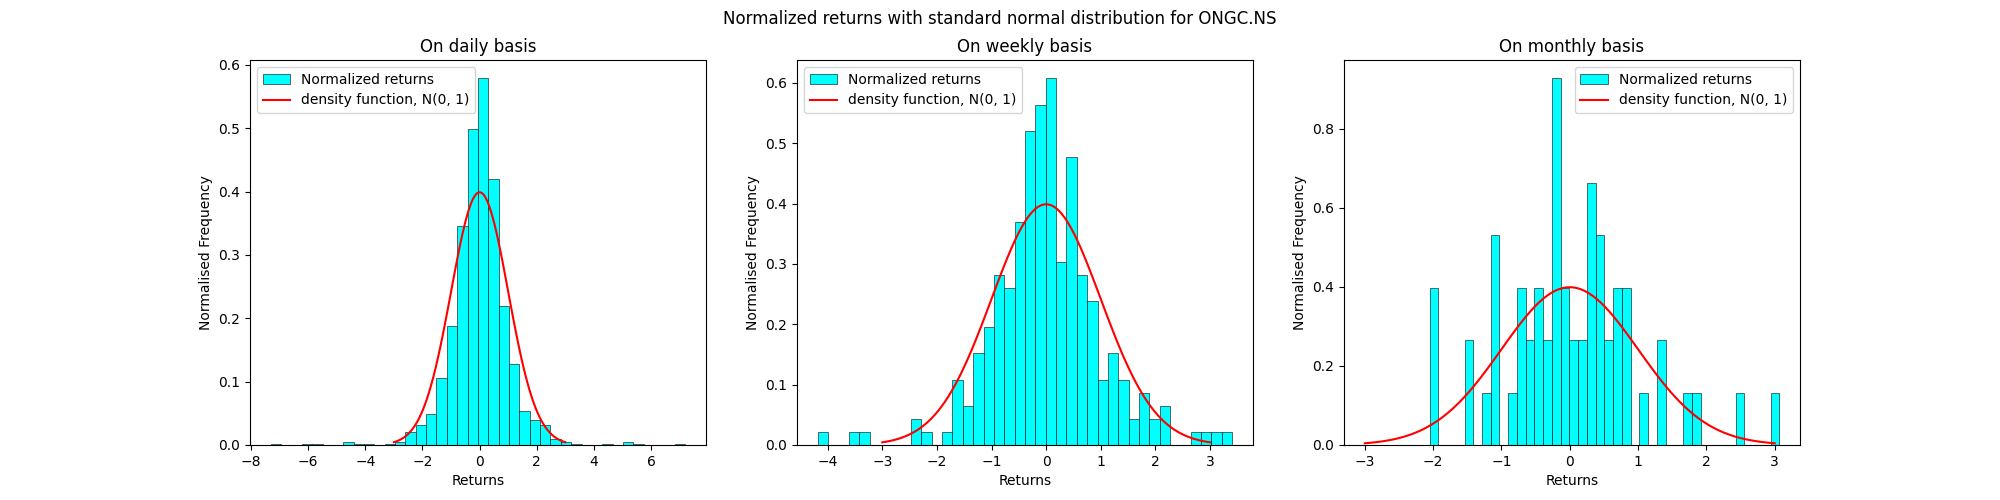 Normalized returns with standard normal distribution for ONGC.NS
On daily basis
Normalized returns
density function, N(0, 1)
Normalised Frequency
0.6
0.5
0.4
0.3
0.2
0.1
0.0
−8 −6 −4 −2 0 2 4 6
Returns
On weekly basis
Normalized returns
density function, N(0, 1)
Normalised Frequency
0.6
0.5
0.4
0.3
0.2
0.1
0.0
−4 −3 −2 −1 0 1 2 3
Returns
On monthly basis
Normalized returns
density function, N(0, 1)
Normalised Frequency
0.8
0.6
0.4
0.2
0.0
−3 −2 −1 0 1 2 3
Returns